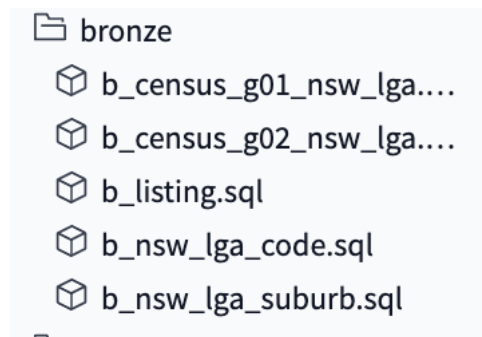 bronze
b_census_g01_nsw_lga....
b_census_g02_nsw_lga....
b_listing.sql
b_nsw_lga_code.sql
b_nsw_lga_suburb.sql